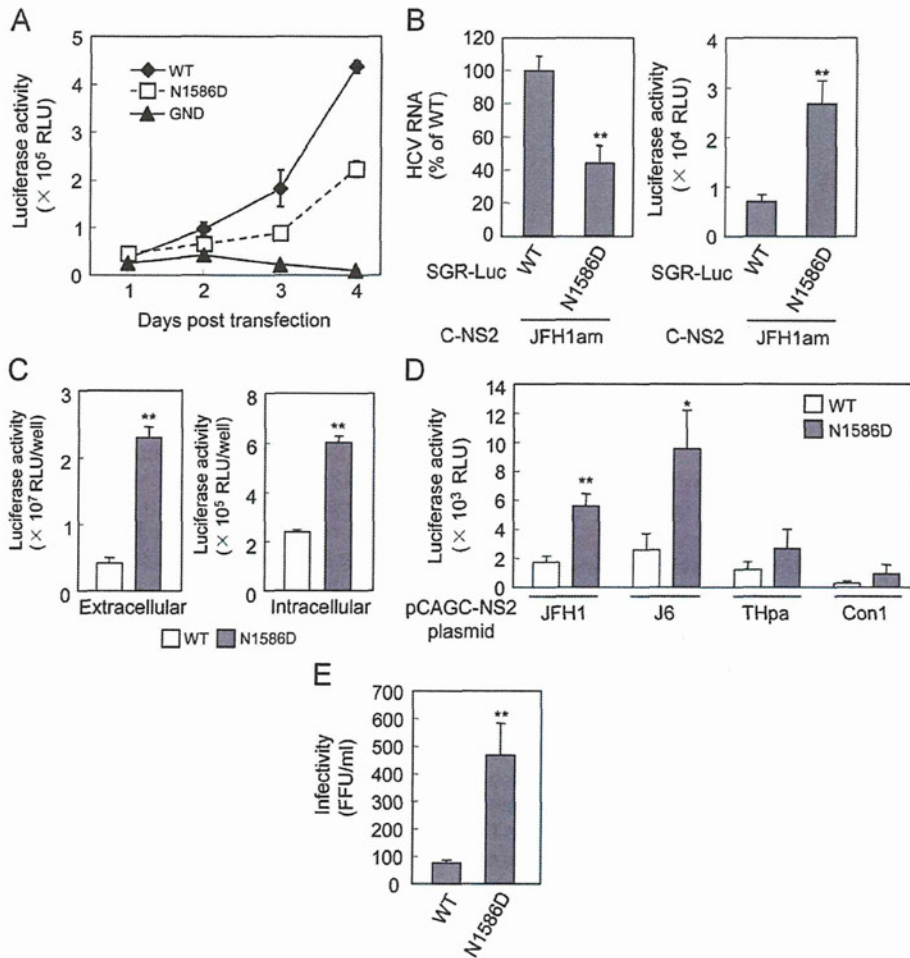 A
Luciferase activity
(× 10⁵ RLU)
5
4
3
2
1
0
WT
N1586D
GND
1 2 3 4
Days post transfection
B
HCV RNA
(% of WT)
120
100
80
60
40
20
0
**
SGR-Luc WT N1586D
C-NS2 JFH1am
Luciferase activity
(× 10⁴ RLU)
4
3
2
1
0
**
SGR-Luc WT N1586D
C-NS2 JFH1am
C
Luciferase activity
(× 10⁷ RLU/well)
3
2
1
0
**
Extracellular
Luciferase activity
(× 10⁵ RLU/well)
8
6
4
2
0
**
Intracellular
WT N1586D
D
Luciferase activity
(× 10³ RLU)
14
12
10
8
6
4
2
0
WT
N1586D
** *
pCAGC-NS2
plasmid
JFH1 J6 THpa Con1
E
Infectivity
(FFU/ml)
700
600
500
400
300
200
100
0
**
WT N1586D